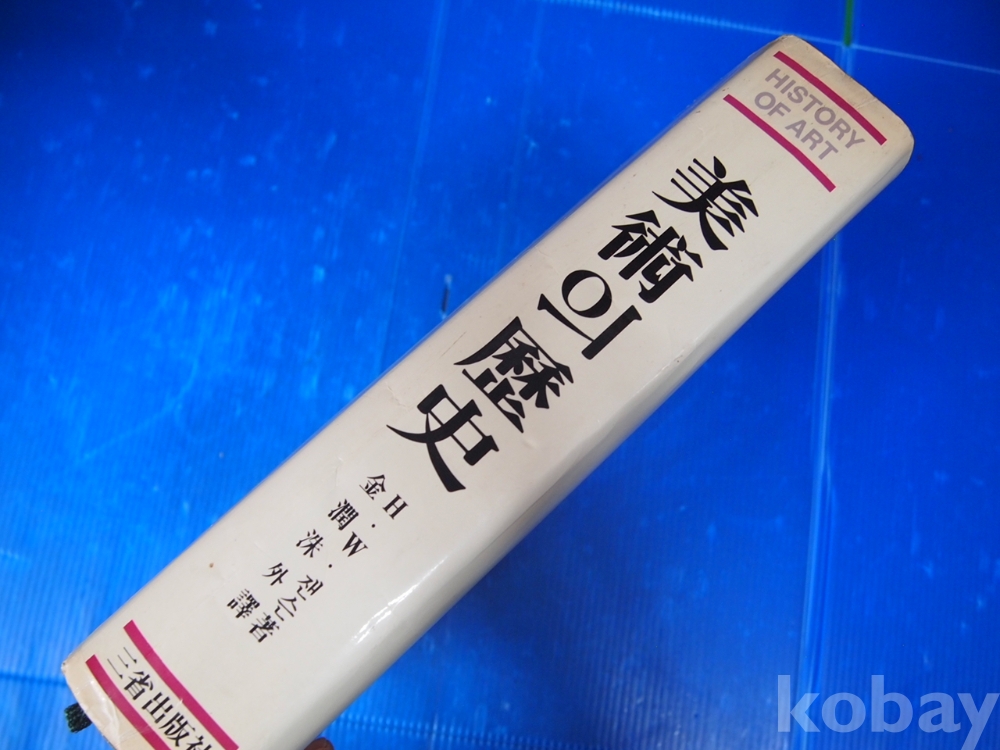 HISTORY
OF ART
美術의 歷史
H·W·잰슨 著
金潤洙 外 譯
三省出版社
kobay